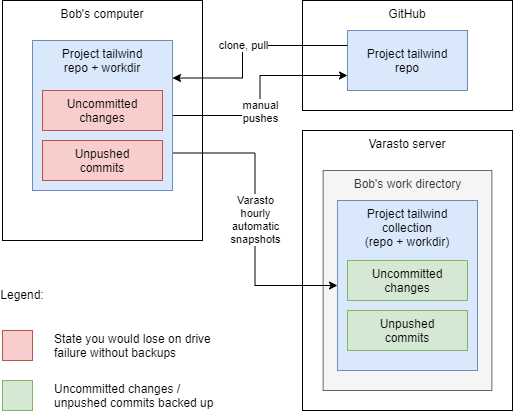 Bob's computer
Project tailwind
repo + workdir
Uncommitted
changes
Unpushed
commits
clone, pull
manual
pushes
GitHub
Project tailwind
repo
Varasto
hourly
automatic
snapshots
Varasto server
Bob's work directory
Project tailwind
collection
(repo + workdir)
Uncommitted
changes
Unpushed
commits
Legend:
State you would lose on drive
failure without backups
Uncommitted changes /
unpushed commits backed up